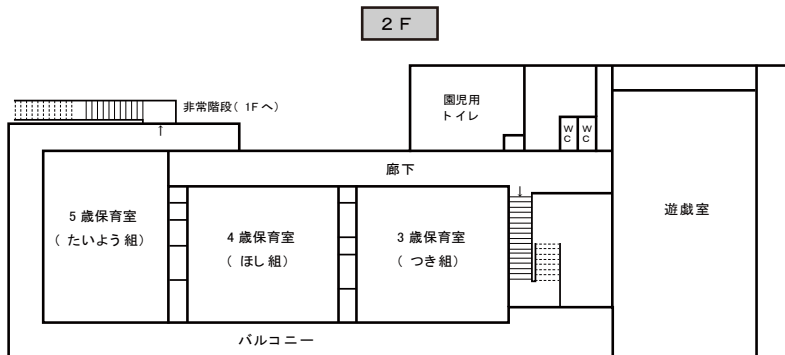 2F
非常階段(1Fへ)
↑
園児用
トイレ
WC
WC
廊下
↓
5歳保育室
(たいよう組)
4歳保育室
(ほし組)
3歳保育室
(つき組)
遊戯室
バルコニー